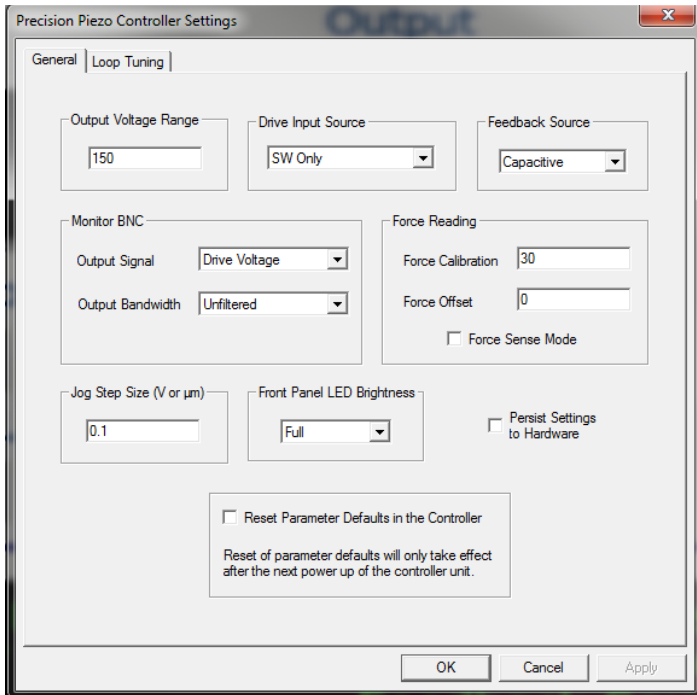 Precision Piezo Controller Settings
Output
General
Loop Tuning
Output Voltage Range
150
Drive Input Source
SW Only
Feedback Source
Capacitive
Monitor BNC
Output Signal
Drive Voltage
Output Bandwidth
Unfiltered
Force Reading
Force Calibration
30
Force Offset
0
Force Sense Mode
Jog Step Size (V or µm)
0.1
Front Panel LED Brightness
Full
Persist Settings
to Hardware
Reset Parameter Defaults in the Controller
Reset of parameter defaults will only take effect
after the next power up of the controller unit.
OK
Cancel
Apply